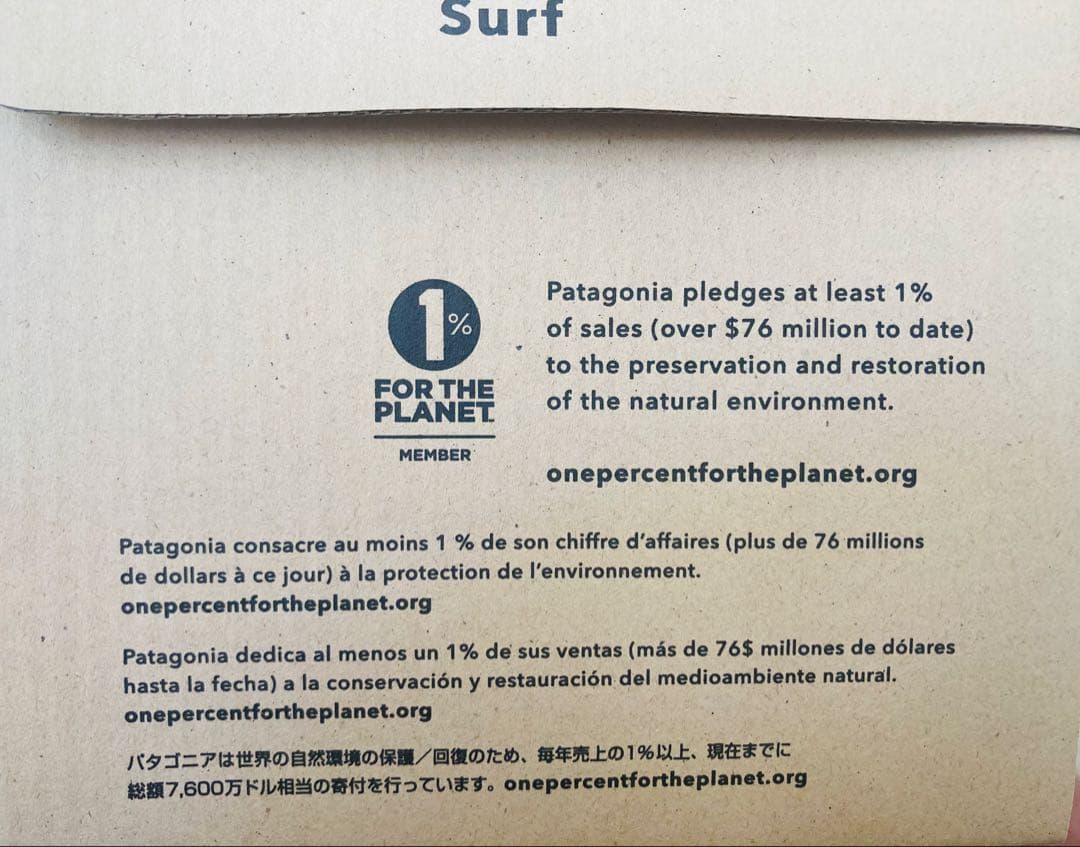 Surf
1%
FOR THE
PLANET
MEMBER
Patagonia pledges at least 1%
of sales (over $76 million to date)
to the preservation and restoration
of the natural environment.
onepercentfortheplanet.org
Patagonia consacre au moins 1 % de son chiffre d’affaires (plus de 76 millions
de dollars à ce jour) à la protection de l’environnement.
onepercentfortheplanet.org
Patagonia dedica al menos un 1% de sus ventas (más de 76$ millones de dólares
hasta la fecha) a la conservación y restauración del medioambiente natural.
onepercentfortheplanet.org
パタゴニアは世界の自然環境の保護／回復のため、毎年売上の1％以上、現在までに
総額7,600万ドル相当の寄付を行っています。onepercentfortheplanet.org